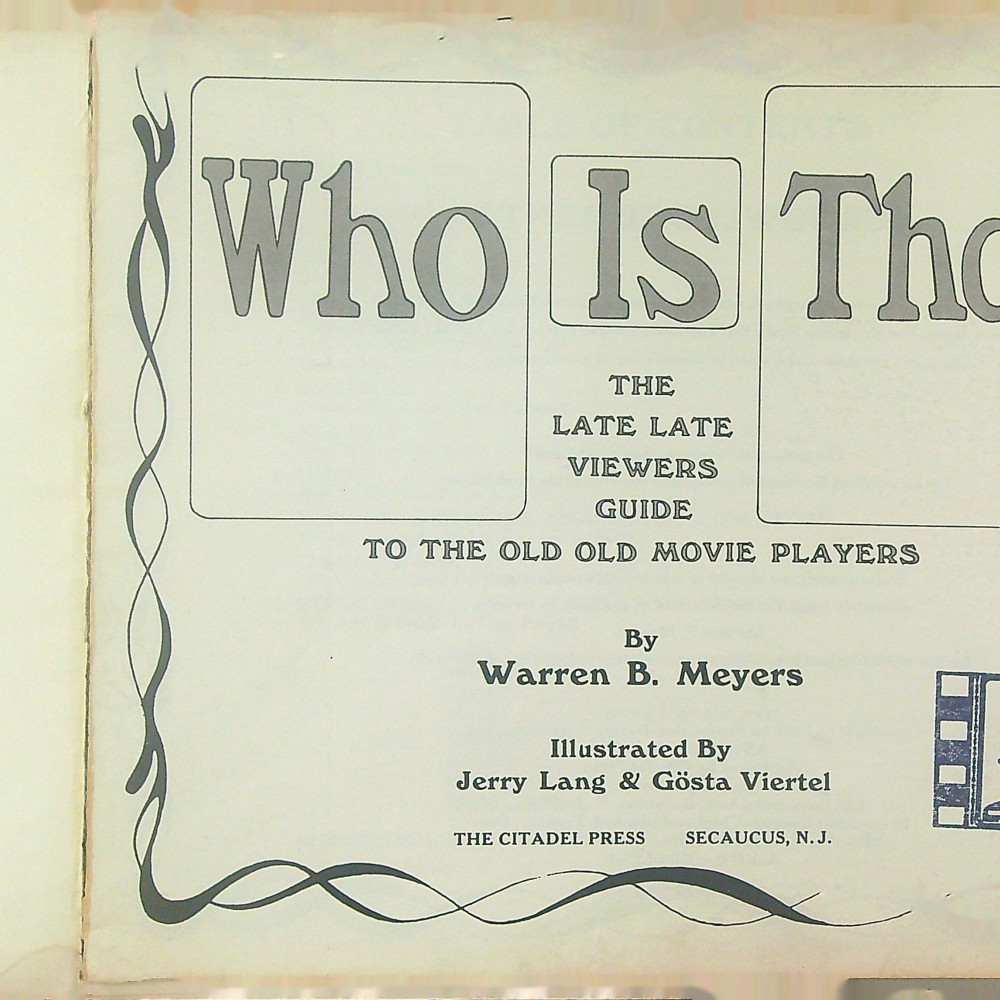 Who Is Tha
THE
LATE LATE
VIEWERS
GUIDE
TO THE OLD OLD MOVIE PLAYERS
By
Warren B. Meyers
Illustrated By
Jerry Lang & Gösta Viertel
THE CITADEL PRESS SECAUCUS, N.J.